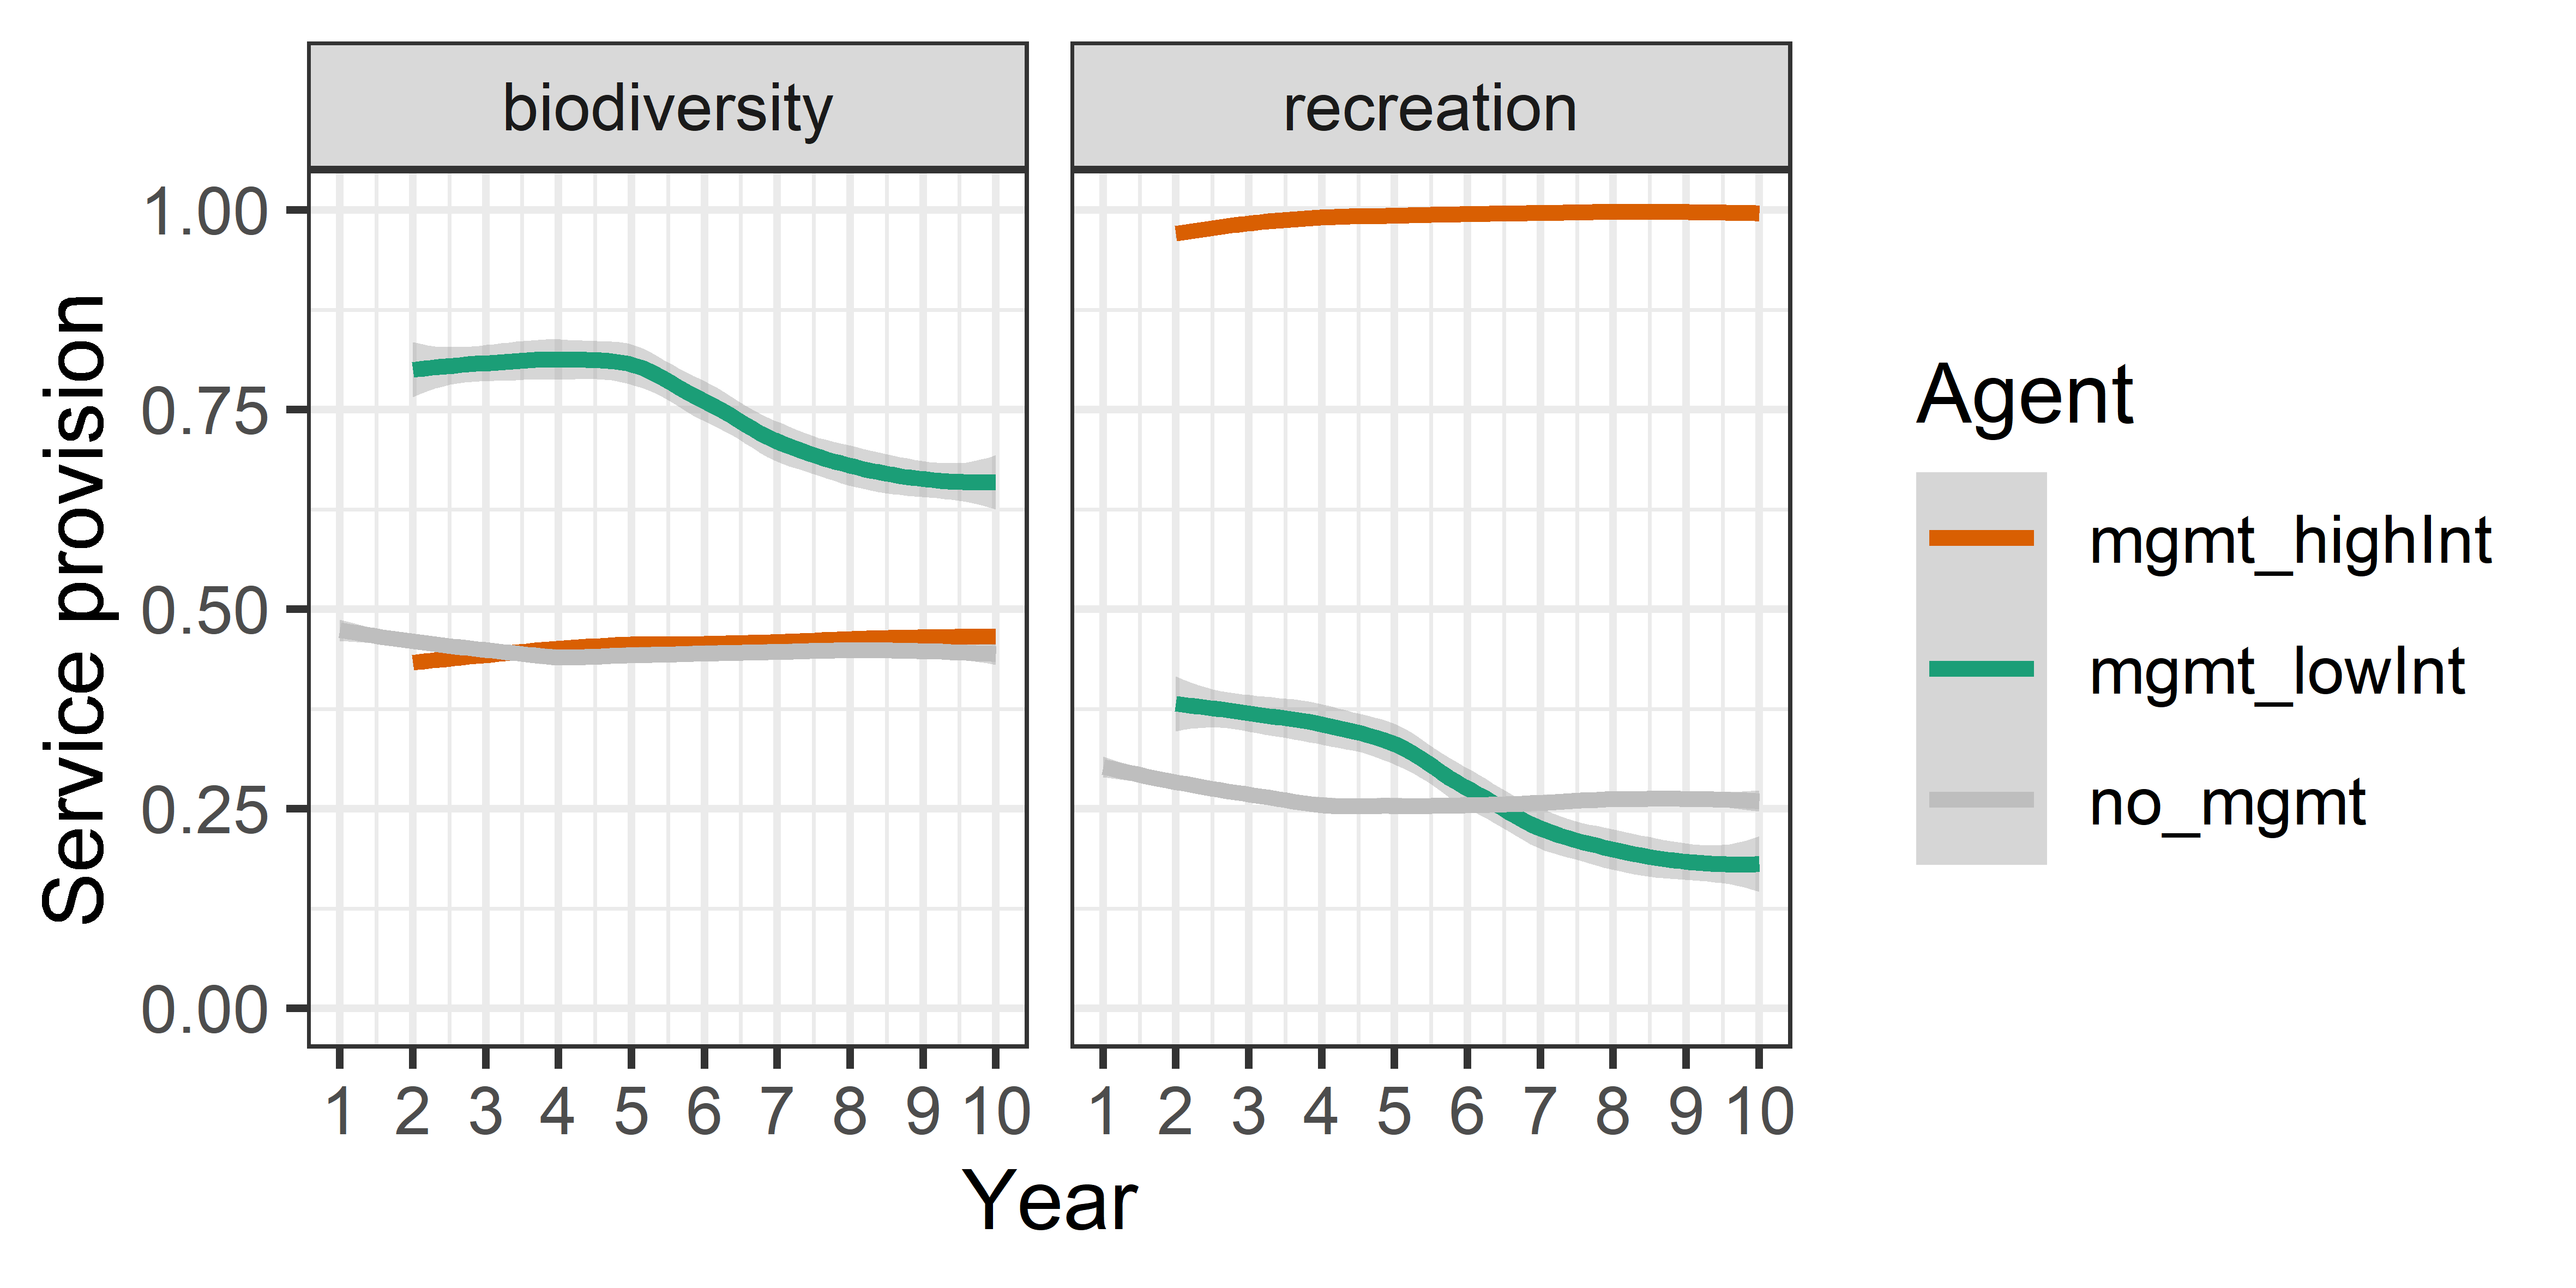 biodiversity
recreation
Service provision
1.00
0.75
0.50
0.25
0.00
1 2 3 4 5 6 7 8 9 10
1 2 3 4 5 6 7 8 9 10
Year
Agent
mgmt_highInt
mgmt_lowInt
no_mgmt